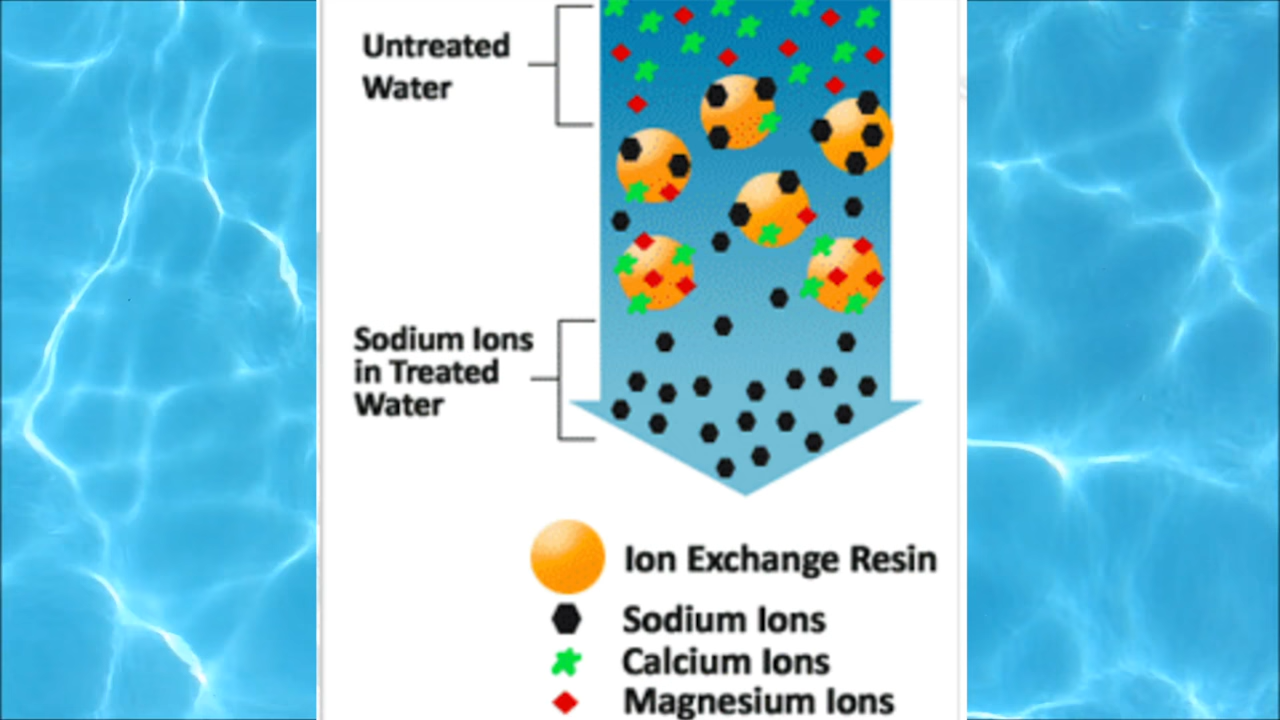 Untreated
Water
Sodium Ions
in Treated
Water
Ion Exchange Resin
Sodium Ions
Calcium Ions
Magnesium Ions